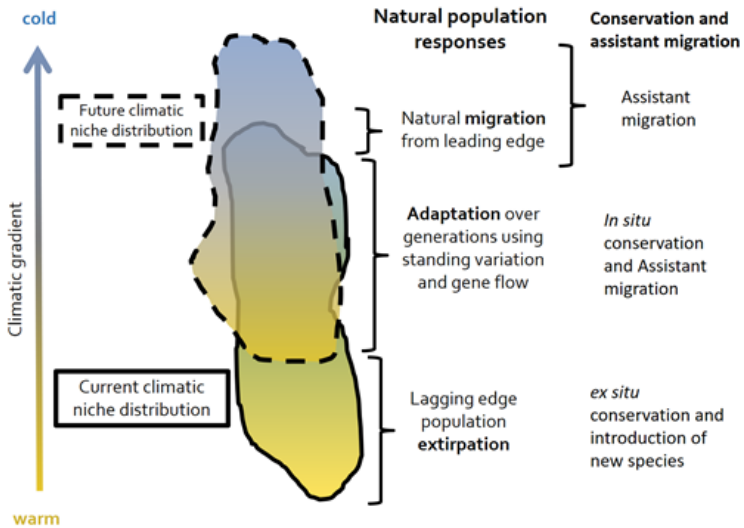 cold
Natural population
responses
Conservation and
assistant migration
Future climatic
niche distribution
Natural migration
from leading edge
Assistant
migration
Climatic gradient
Adaptation over
generations using
standing variation
and gene flow
In situ
conservation
and Assistant
migration
Current climatic
niche distribution
Lagging edge
population
extirpation
ex situ
conservation and
introduction of
new species
warm